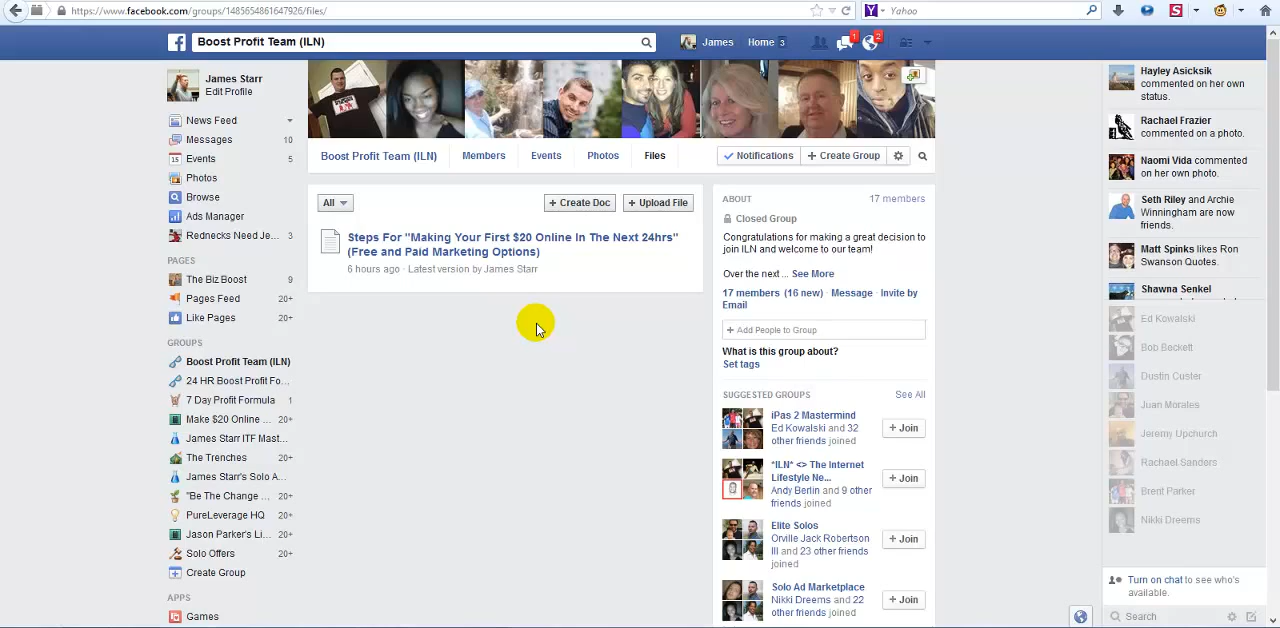 https://www.facebook.com/groups/1485654861647926/files/
Yahoo
Boost Profit Team (ILN)
James
Home 3
1
2
James Starr
Edit Profile
News Feed
Messages 10
15 Events 5
Photos
Browse
Ads Manager
Rednecks Need Je... 3
PAGES
The Biz Boost 9
Pages Feed 20+
Like Pages 20+
GROUPS
Boost Profit Team (ILN)
24 HR Boost Profit Fo...
7 Day Profit Formula 1
Make $20 Online ... 20+
James Starr ITF Mast...
The Trenches 20+
James Starr's Solo A...
"Be The Change ... 20+
PureLeverage HQ 20+
Jason Parker's Li... 20+
Solo Offers 20+
Create Group
APPS
Games
Boost Profit Team (ILN)
Members
Events
Photos
Files
Notifications
+ Create Group
All
+ Create Doc
+ Upload File
Steps For "Making Your First $20 Online In The Next 24hrs"
(Free and Paid Marketing Options)
6 hours ago · Latest version by James Starr
ABOUT 17 members
Closed Group
Congratulations for making a great decision to
join ILN and welcome to our team!
Over the next ... See More
17 members (16 new) · Message · Invite by
Email
+ Add People to Group
What is this group about?
Set tags
SUGGESTED GROUPS See All
iPas 2 Mastermind
Ed Kowalski and 32
other friends joined
+ Join
*ILN* <> The Internet
Lifestyle Ne...
Andy Berlin and 9 other
friends joined
+ Join
Elite Solos
Orville Jack Robertson
III and 23 other friends
joined
+ Join
Solo Ad Marketplace
Nikki Dreems and 22
other friends joined
+ Join
Hayley Asicksik
commented on her own
status.
Rachael Frazier
commented on a photo.
Naomi Vida commented
on her own photo.
Seth Riley and Archie
Winningham are now
friends.
Matt Spinks likes Ron
Swanson Quotes.
Shawna Senkel
Ed Kowalski
Bob Beckett
Dustin Custer
Juan Morales
Jeremy Upchurch
Rachael Sanders
Brent Parker
Nikki Dreems
Turn on chat to see who's
available.
Search